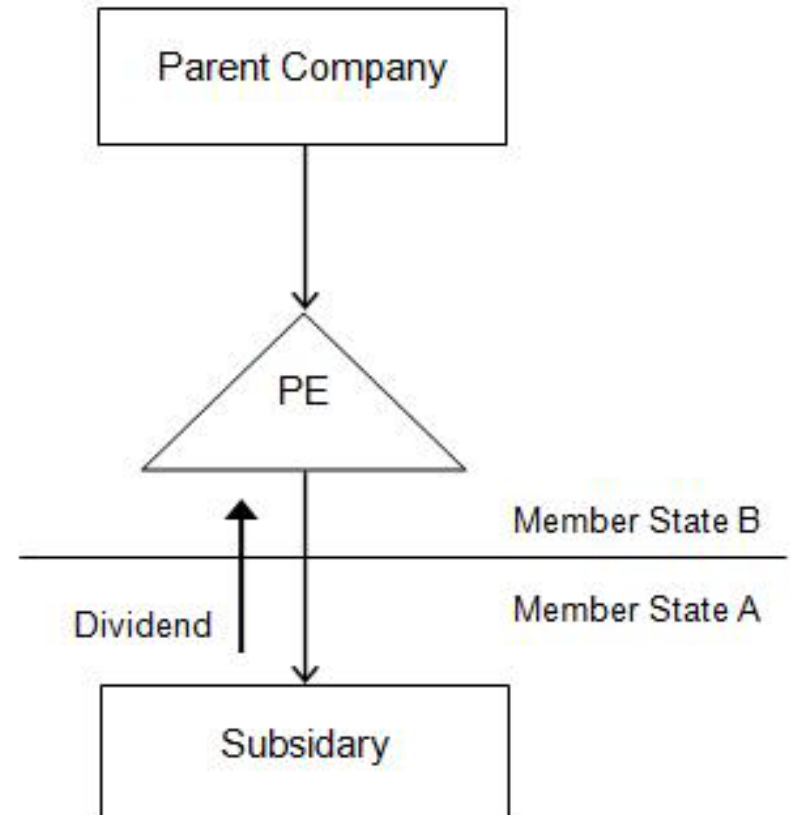 Parent Company
PE
Member State B
Member State A
Dividend
Subsidary